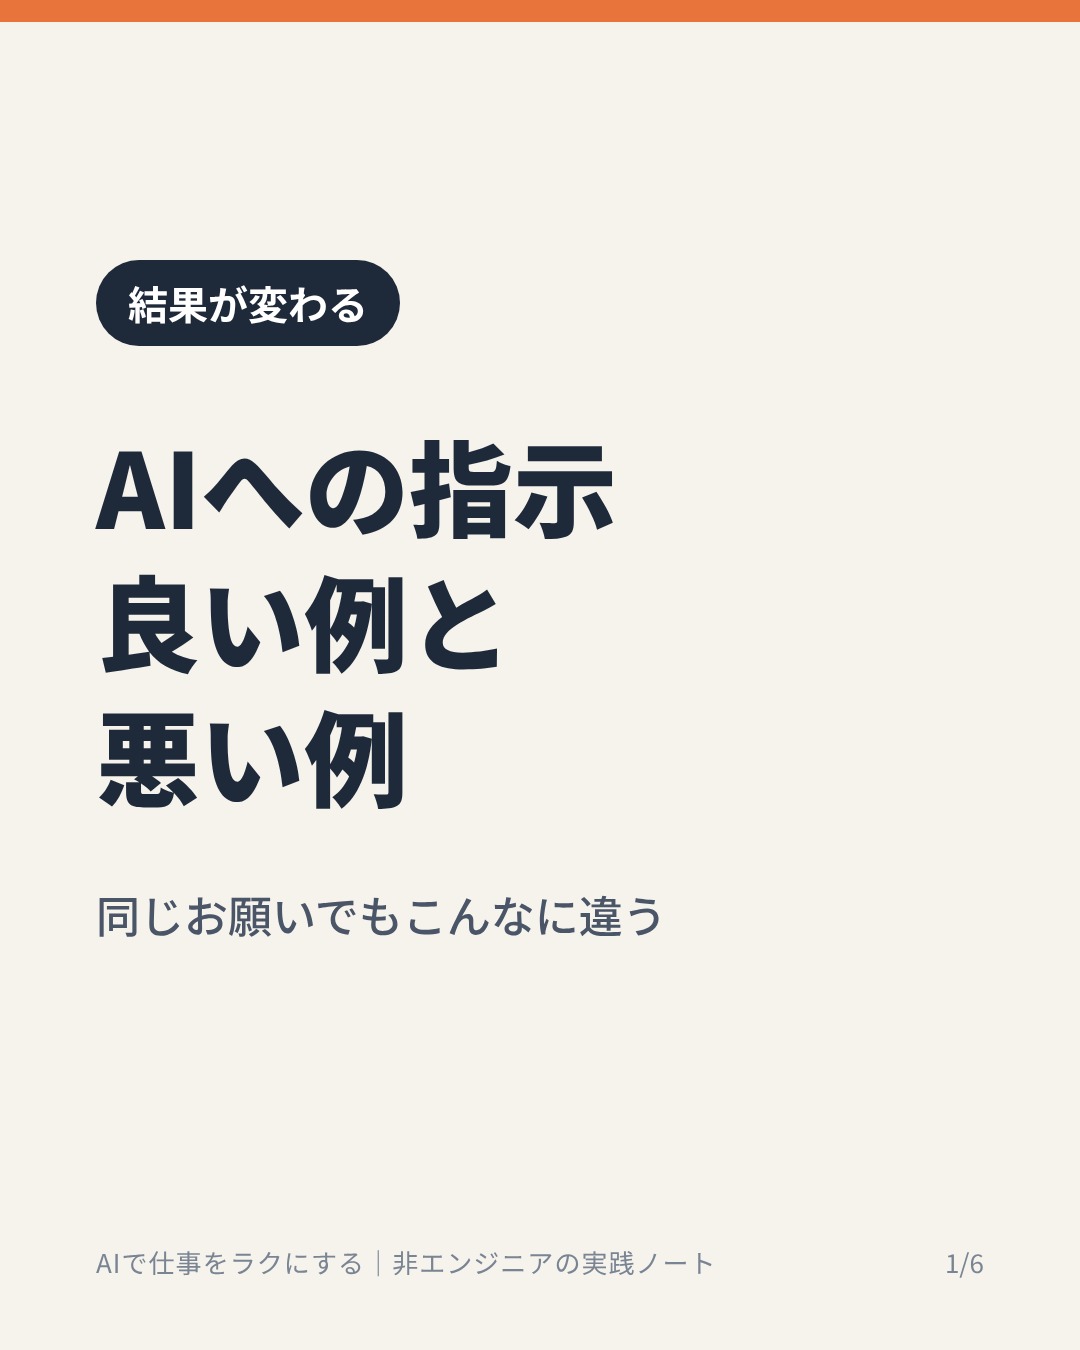 結果が変わる
AIへの指示
良い例と
悪い例
同じお願いでもこんなに違う
AIで仕事をラクにする｜非エンジニアの実践ノート
1/6